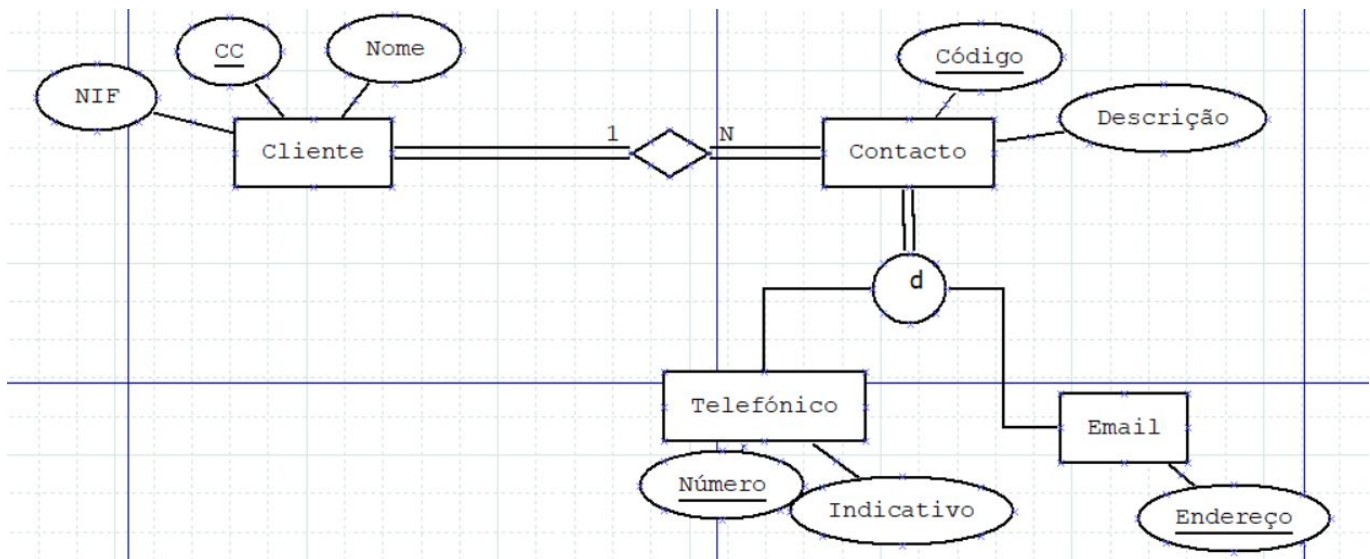 CC
Nome
NIF
Código
Descrição
Cliente
1
N
Contacto
d
Telefónico
Email
Número
Indicativo
Endereço